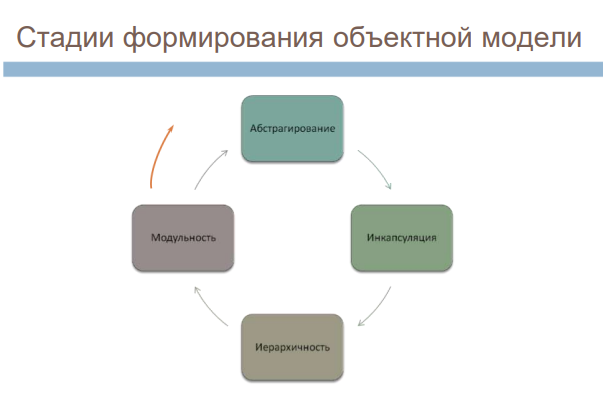 Стадии формирования объектной модели
Абстрагирование
Модульность
Инкапсуляция
Иерархичность